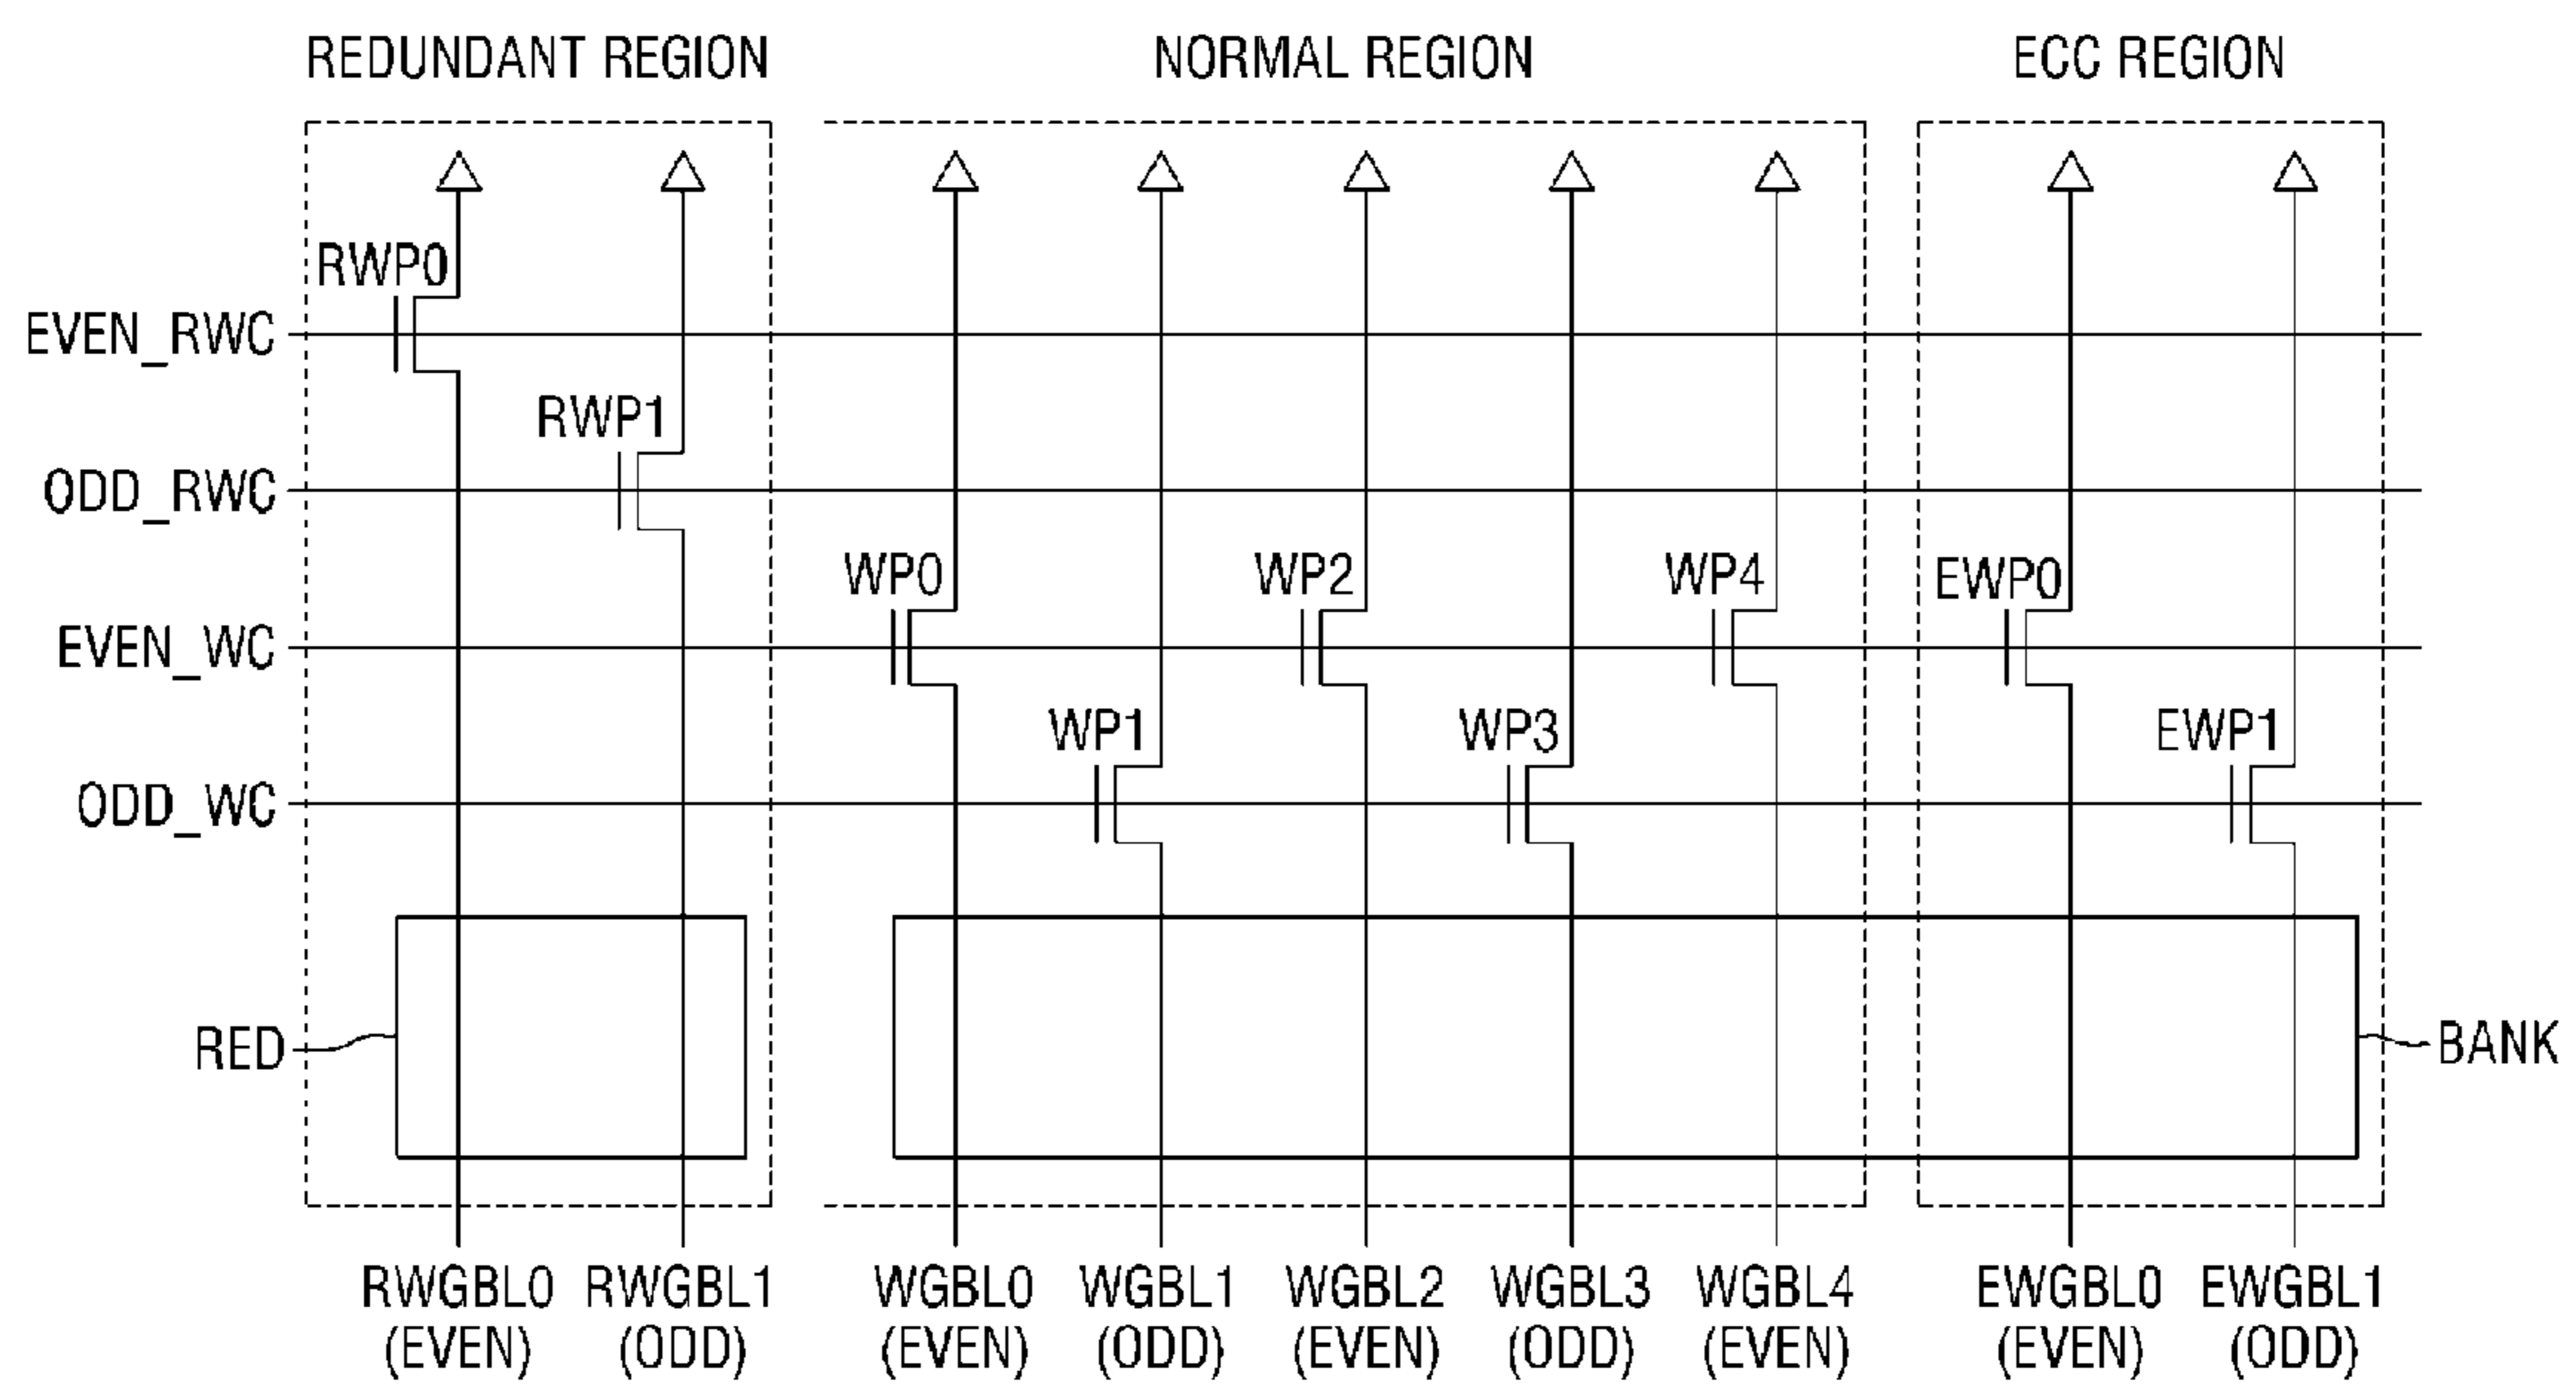 REDUNDANT REGION
NORMAL REGION
ECC REGION
RWP0
EVEN_RWC
RWP1
ODD_RWC
WP0
WP2
WP4
EWP0
EVEN_WC
WP1
WP3
EWP1
ODD_WC
RED
BANK
RWGBL0 (EVEN)
RWGBL1 (ODD)
WGBL0 (EVEN)
WGBL1 (ODD)
WGBL2 (EVEN)
WGBL3 (ODD)
WGBL4 (EVEN)
EWGBL0 (EVEN)
EWGBL1 (ODD)